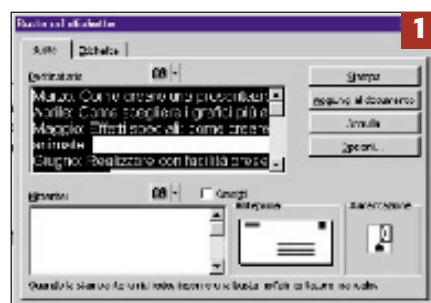 Buste ed etichette
1
Buste Etichette
Destinatario:
Marzo: Come creare una presentazi
Aprile: Come scegliere i grafici più e
Maggio: Effetti speciali: come creare
animate
Giugno: Realizzare con facilità prese
Stampa
Aggiungi al documento
Annulla
Opzioni...
Mittente:
Ometti
Anteprima
Alimentazione